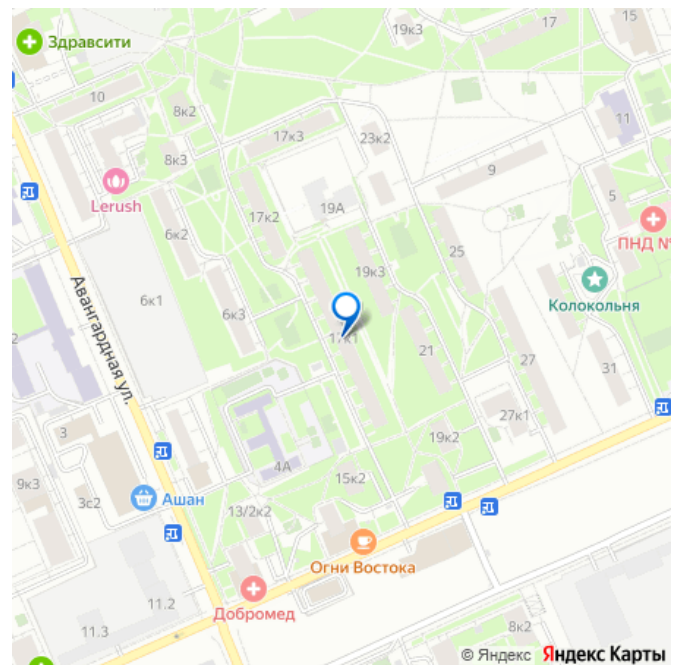 19к3
17
15
Здравсити
10
8к2
17к3
23к2
11
8к3
9
Lerush
19А
5
17к2
ПНД №
6к2
25
19к3
Колокольня
Авангардная ул.
6к1
6к3
17к1
2
21
27
31
27к1
3
19к2
4А
9к3
15к2
3с2
Ашан
13/2к2
Огни Востока
Добромед
11.2
8к2
11.3
© Яндекс Яндекс Карты